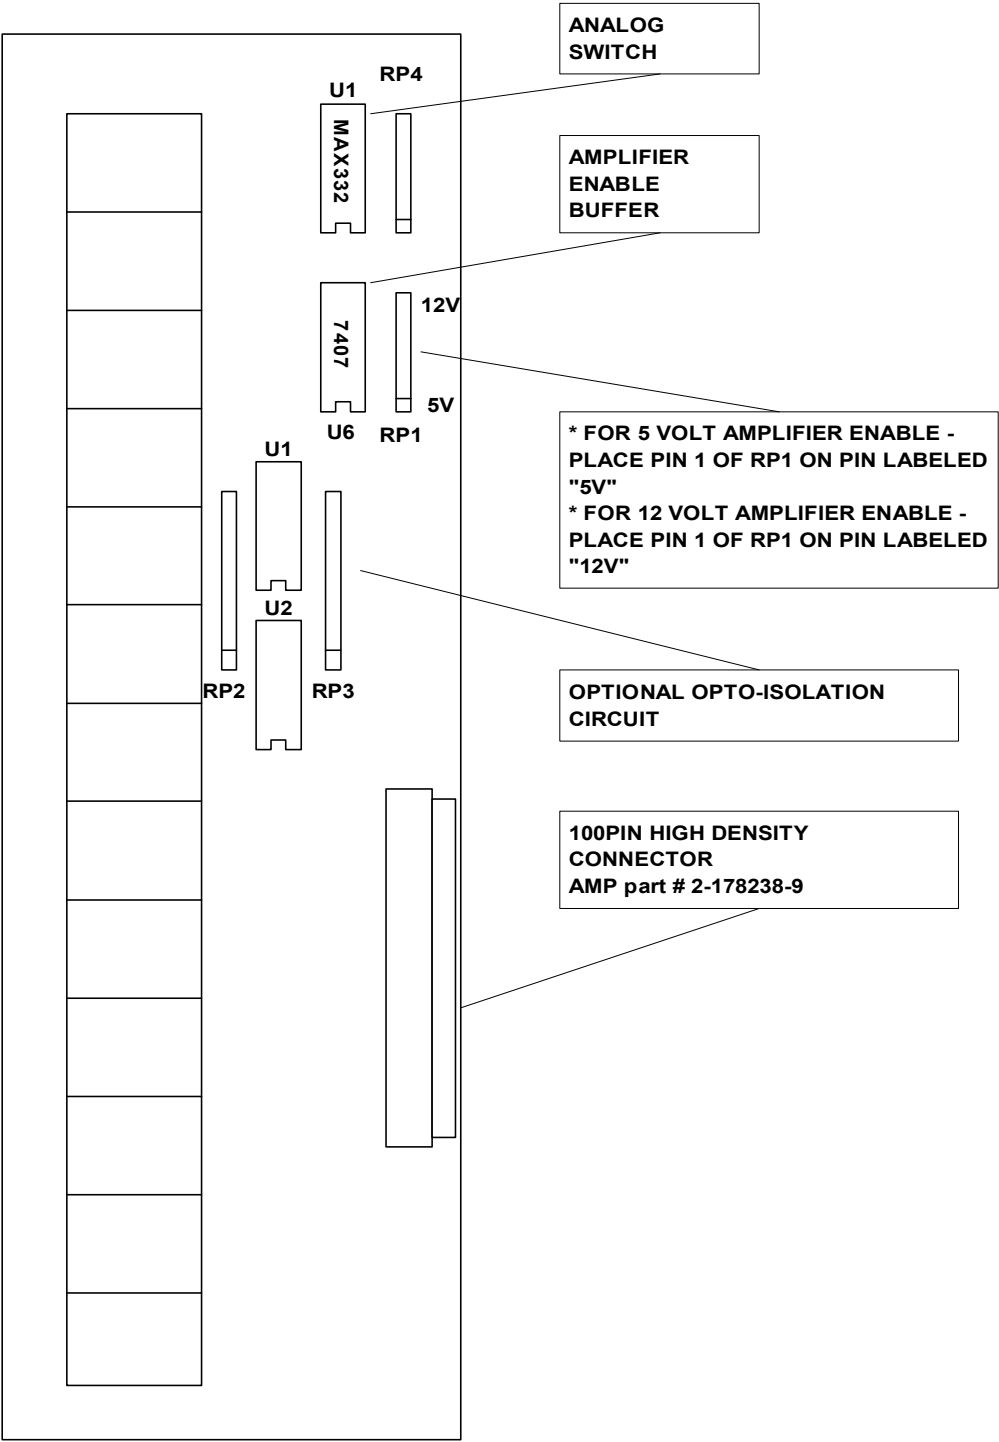 ANALOG
SWITCH
RP4
U1
MAX332
AMPLIFIER
ENABLE
BUFFER
12V
7407
5V
U6
RP1
* FOR 5 VOLT AMPLIFIER ENABLE -
PLACE PIN 1 OF RP1 ON PIN LABELED
"5V"
* FOR 12 VOLT AMPLIFIER ENABLE -
PLACE PIN 1 OF RP1 ON PIN LABELED
"12V"
U1
U2
RP2
RP3
OPTIONAL OPTO-ISOLATION
CIRCUIT
100PIN HIGH DENSITY
CONNECTOR
AMP part # 2-178238-9